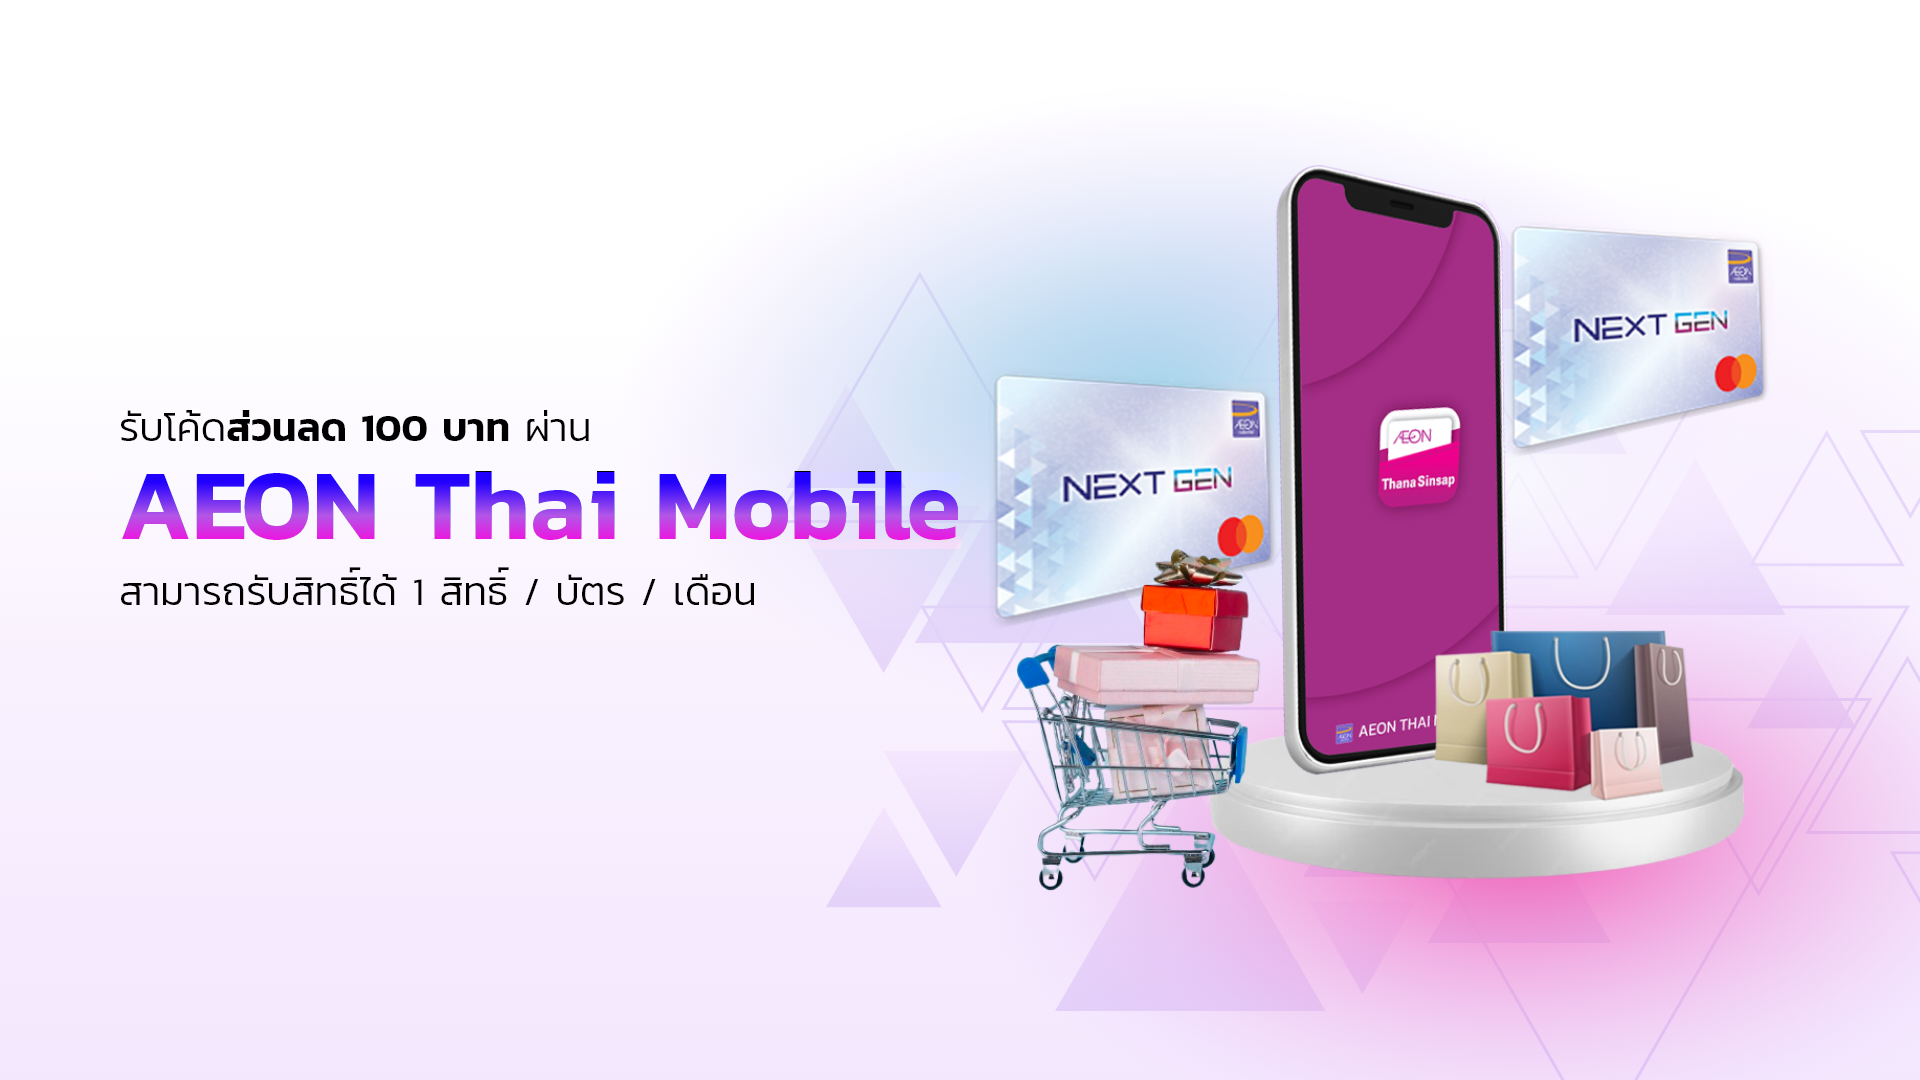 รับโค้ดส่วนลด 100 บาท ผ่าน
AEON Thai Mobile
สามารถรับสิทธิ์ได้ 1 สิทธิ์ / บัตร / เดือน
AEON
NEXT GEN
AEON
NEXT GEN
AEON
Thana Sinsap
AEON THAI